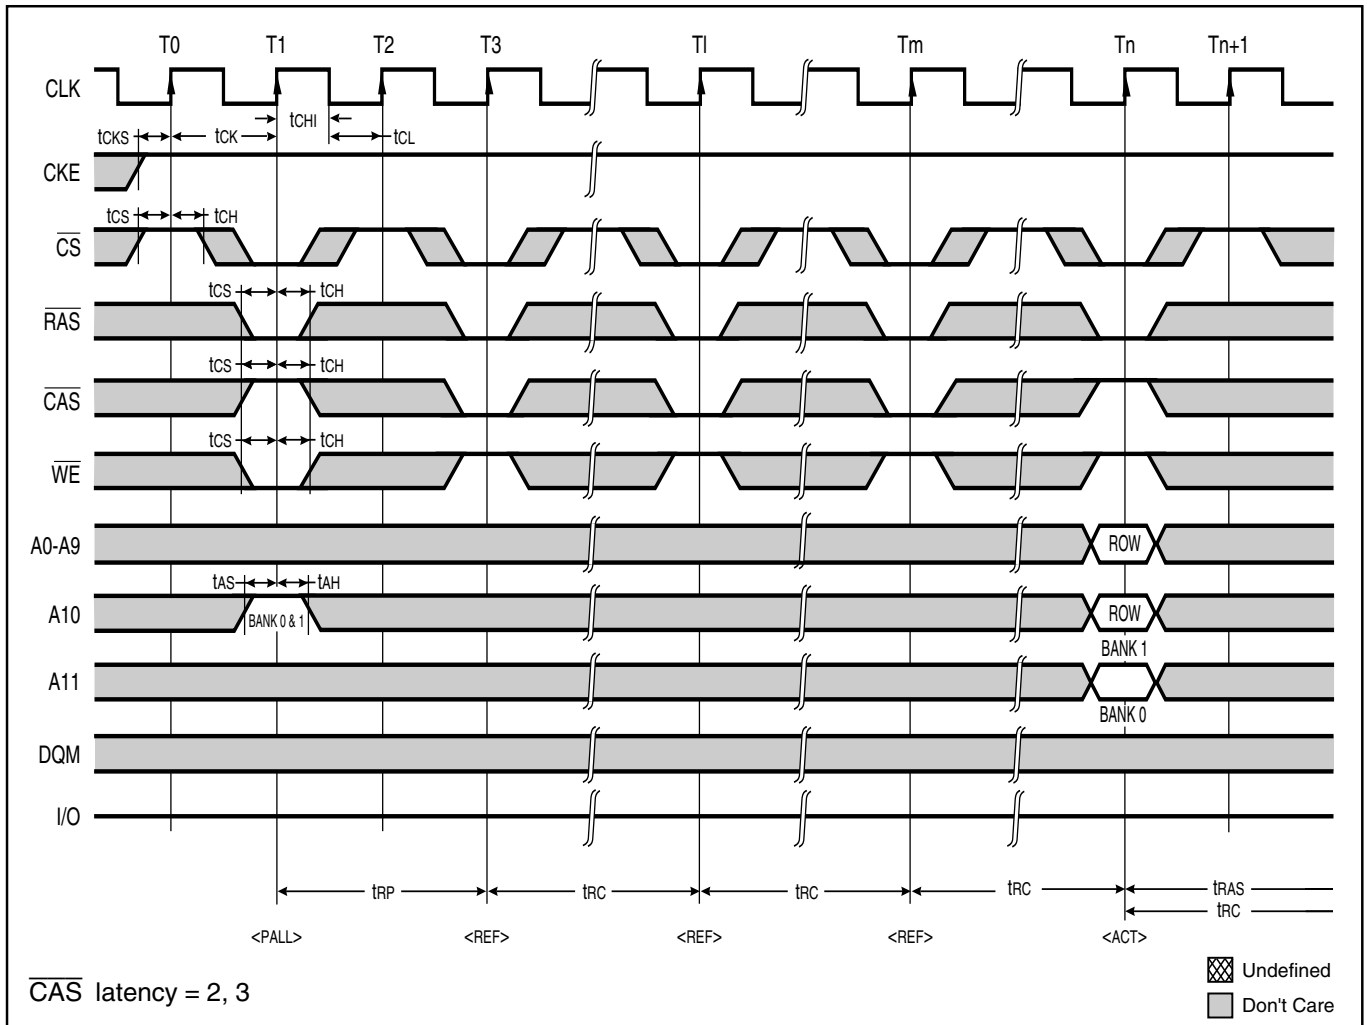 T0 T1 T2 T3 Tl Tm Tn Tn+1
CLK
tCHI
tCKS tCK tCL
CKE
tCS tCH
CS
tCS tCH
RAS
tCS tCH
CAS
tCS tCH
WE
A0-A9 ROW
tAS tAH
A10 BANK 0 & 1 ROW
BANK 1
A11
BANK 0
DQM
I/O
tRP tRC tRC tRC tRAS
tRC
<PALL> <REF> <REF> <REF> <ACT>
CAS latency = 2, 3
Undefined
Don't Care